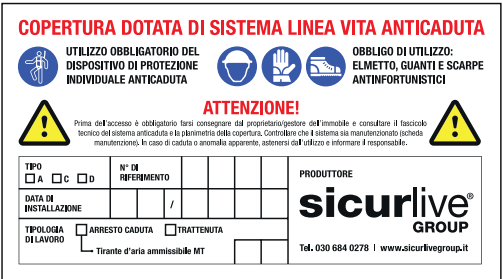 COPERTURA DOTATA DI SISTEMA LINEA VITA ANTICADUTA
UTILIZZO OBBLIGATORIO DEL
DISPOSITIVO DI PROTEZIONE
INDIVIDUALE ANTICADUTA
OBBLIGO DI UTILIZZO:
ELMETTO, GUANTI E SCARPE
ANTINFORTUNISTICI
ATTENZIONE!
Prima dell'accesso è obbligatorio farsi consegnare dal proprietario/gestore dell'immobile e consultare il fascicolo
tecnico del sistema anticaduta e la planimetria della copertura. Controllare che il sistema sia manutenzionato (scheda
manutenzione). In caso di caduta o anomalia apparente, astenersi dall'utilizzo e informare il responsabile.
TIPO
A C D
N° DI
RIFERIMENTO
DATA DI
INSTALLAZIONE
/
TIPOLOGIA
DI LAVORO
ARRESTO CADUTA TRATTENUTA
Tirante d'aria ammissibile MT
PRODUTTORE
sicurlive®
GROUP
Tel. 030 684 0278 | www.sicurlivegroup.it